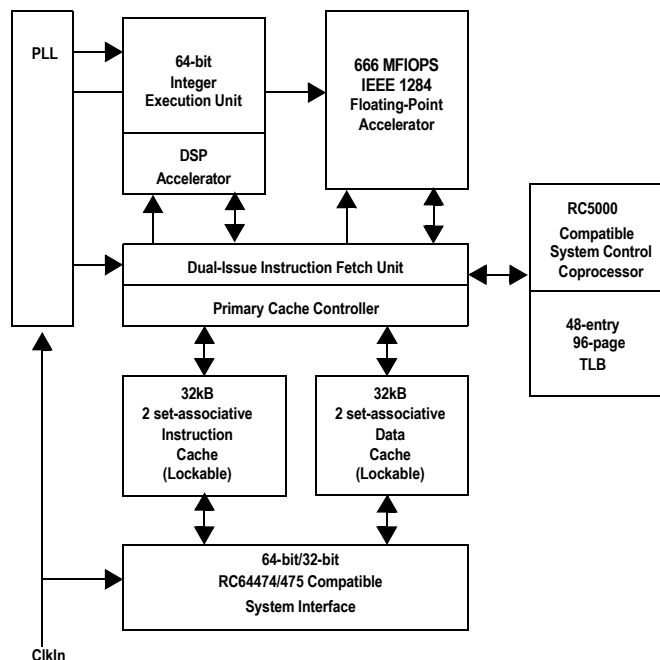 PLL
64-bit
Integer
Execution Unit
DSP
Accelerator
666 MFlOPS
IEEE 1284
Floating-Point
Accelerator
RC5000
Compatible
System Control
Coprocessor
48-entry
96-page
TLB
Dual-Issue Instruction Fetch Unit
Primary Cache Controller
32kB
2 set-associative
Instruction
Cache
(Lockable)
32kB
2 set-associative
Data
Cache
(Lockable)
64-bit/32-bit
RC64474/475 Compatible
System Interface
ClkIn